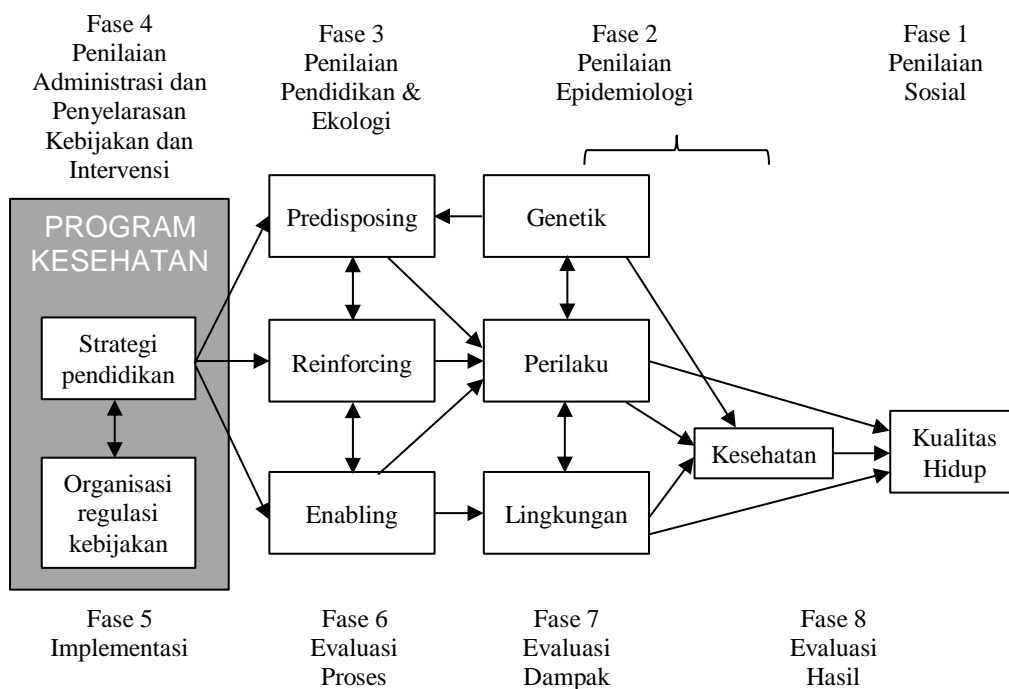 Fase 4
Penilaian
Administrasi dan
Penyelarasan
Kebijakan dan
Intervensi
Fase 3
Penilaian
Pendidikan &
Ekologi
Fase 2
Penilaian
Epidemiologi
Fase 1
Penilaian
Sosial
PROGRAM
KESEHATAN
Strategi
pendidikan
Organisasi
regulasi
kebijakan
Predisposing
Reinforcing
Enabling
Genetik
Perilaku
Lingkungan
Kesehatan
Kualitas
Hidup
Fase 5
Implementasi
Fase 6
Evaluasi
Proses
Fase 7
Evaluasi
Dampak
Fase 8
Evaluasi
Hasil